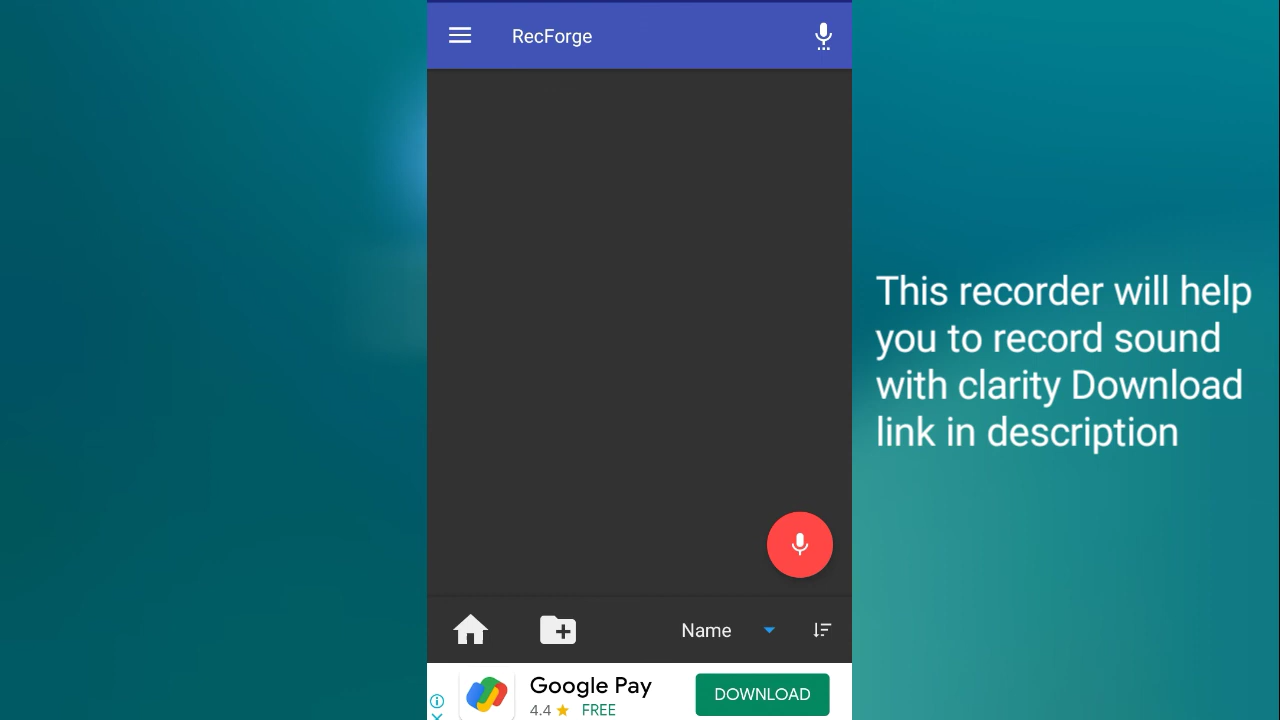 RecForge
This recorder will help
you to record sound
with clarity Download
link in description
Name
Google Pay
DOWNLOAD
4.4 ★ FREE